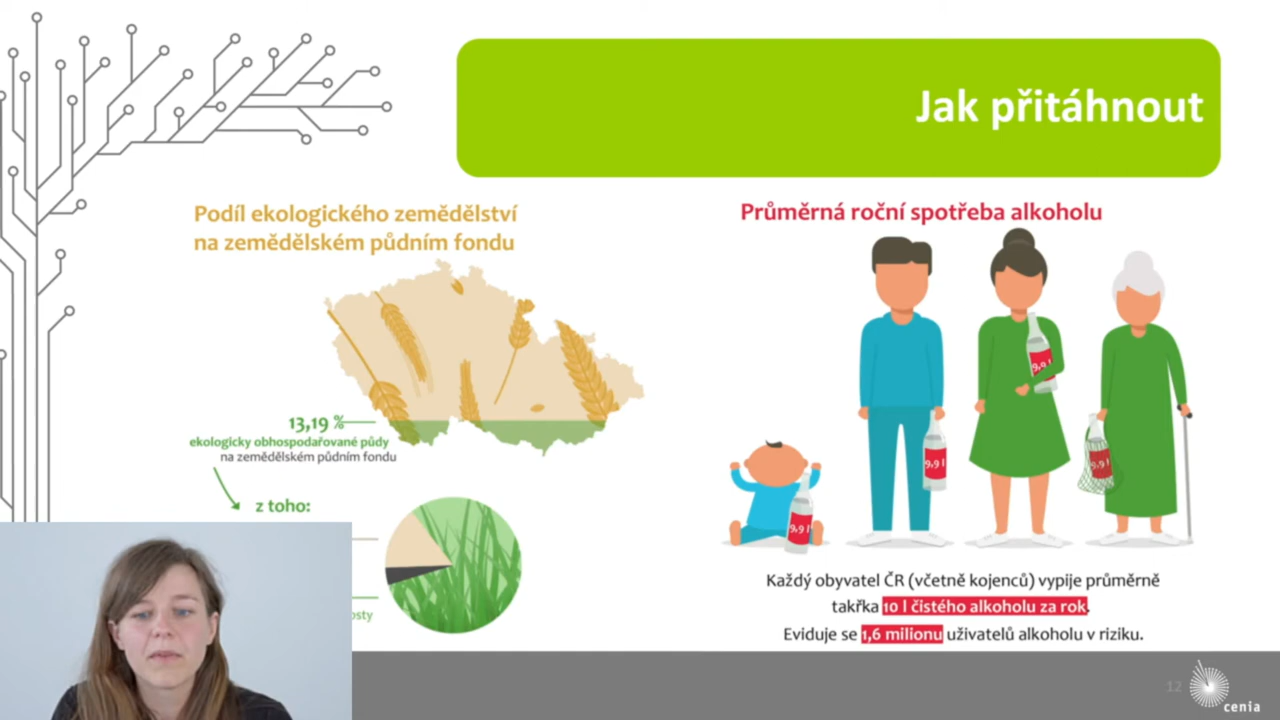 Jak přitáhnout
Podíl ekologického zemědělství
na zemědělském půdním fondu
13,19 %
ekologicky obhospodařované půdy
na zemědělském půdním fondu
z toho:
Průměrná roční spotřeba alkoholu
9,9 l
9,9 l
9,9 l
9,9 l
Každý obyvatel ČR (včetně kojenců) vypije průměrně
takřka 10 l čistého alkoholu za rok.
Eviduje se 1,6 milionu uživatelů alkoholu v riziku.
12
cenia